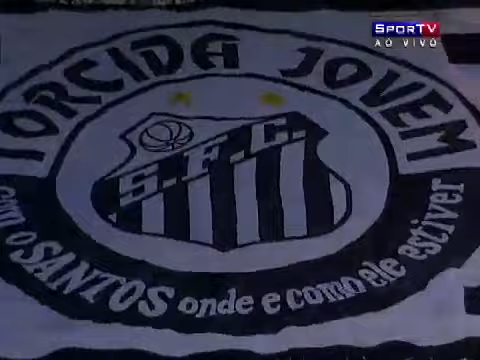 SPORTV
AO VIVO
TORCIDA JOVEM
S.F.C.
com o SANTOS onde e como ele estiver